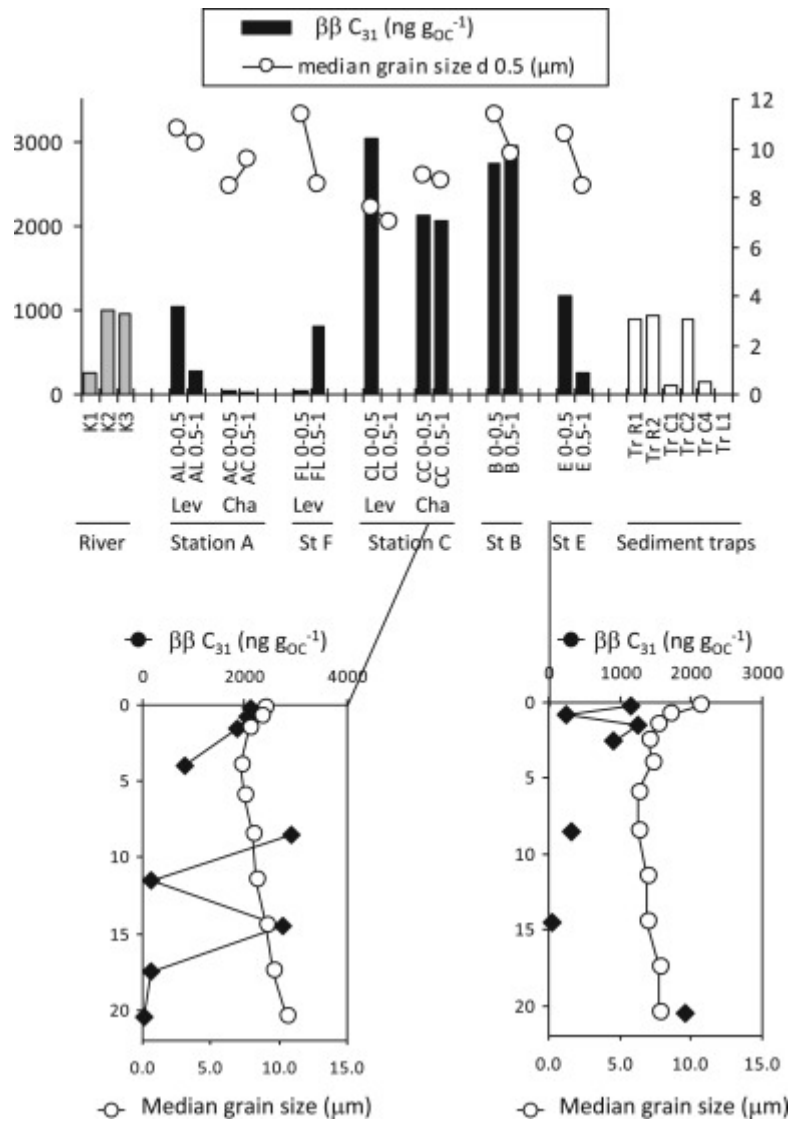 ββ C31 (ng gOC-1)
median grain size d 0.5 (µm)
3000
2000
1000
0
12
10
8
6
4
2
0
K1
K2
K3
AL 0-0.5
AL 0.5-1
AC 0-0.5
AC 0.5-1
FL 0-0.5
FL 0.5-1
CL 0-0.5
CL 0.5-1
CC 0-0.5
CC 0.5-1
B 0-0.5
B 0.5-1
E 0-0.5
E 0.5-1
Tr R1
Tr R2
Tr C1
Tr C2
Tr C4
Tr L1
Lev Cha Lev Lev Cha
River Station A St F Station C St B St E Sediment traps
ββ C31 (ng gOC-1)
0 2000 4000
0
5
10
15
20
0.0 5.0 10.0 15.0
Median grain size (µm)
ββ C31 (ng gOC-1)
0 1000 2000 3000
0
5
10
15
20
0.0 5.0 10.0 15.0
Median grain size (µm)